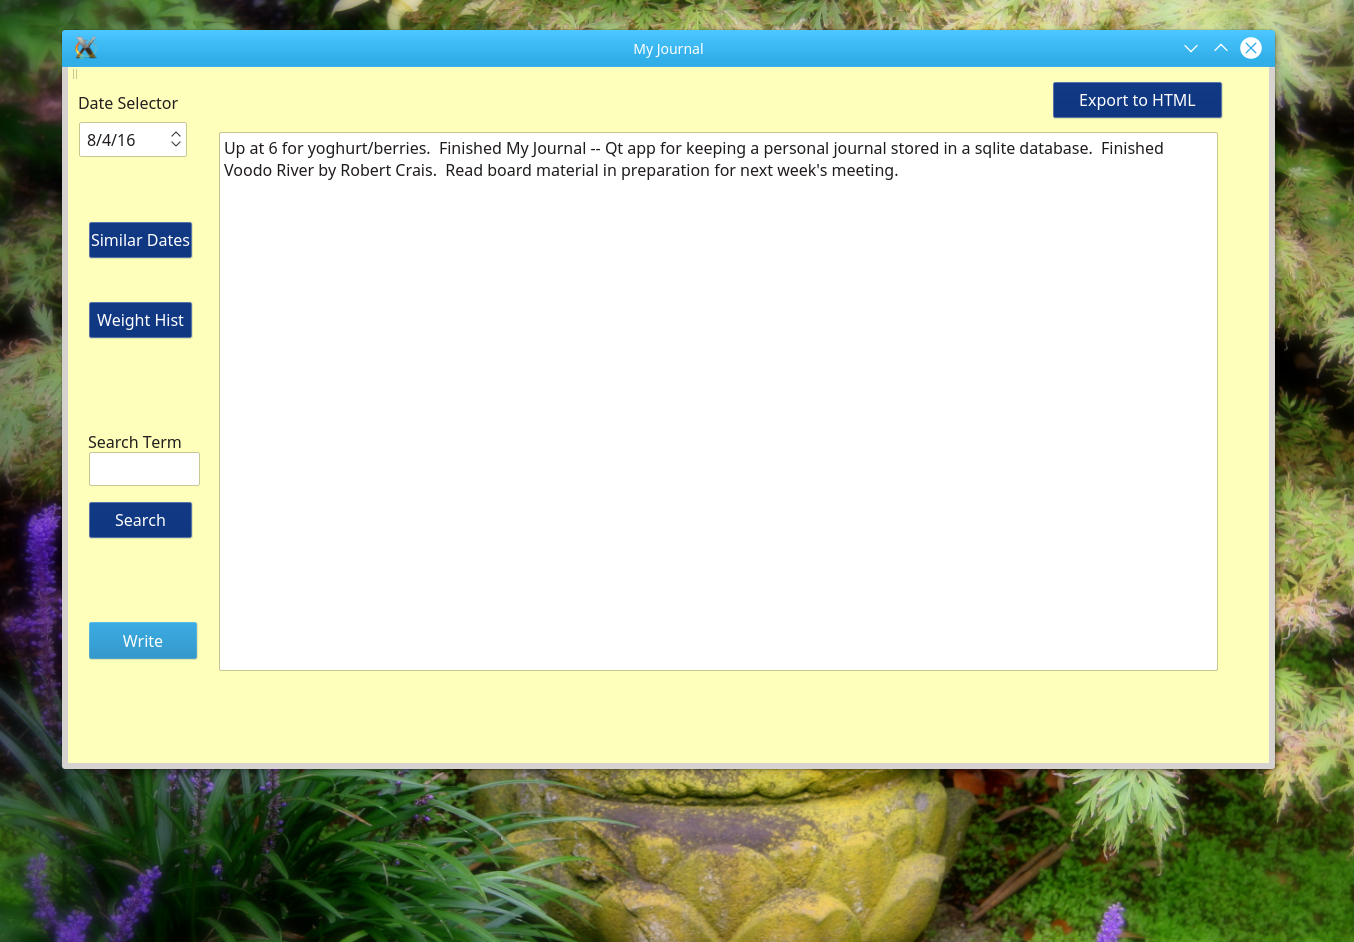 My Journal
Date Selector
Export to HTML
8/4/16
Up at 6 for yoghurt/berries.  Finished My Journal -- Qt app for keeping a personal journal stored in a sqlite database.  Finished
Voodo River by Robert Crais.  Read board material in preparation for next week's meeting.
Similar Dates
Weight Hist
Search Term
Search
Write